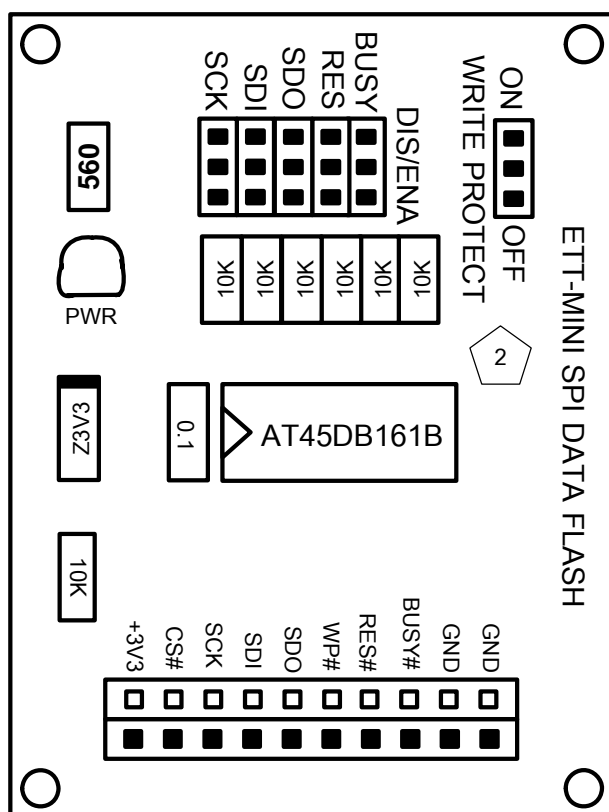 SCK
SDI
SDO
RES
BUSY
DIS/ENA
ON
OFF
WRITE PROTECT
560
PWR
10K
10K
10K
10K
10K
10K
ETT-MINI SPI DATA FLASH
2
Z3V3
0.1
AT45DB161B
10K
+3V3
CS#
SCK
SDI
SDO
WP#
RES#
BUSY#
GND
GND